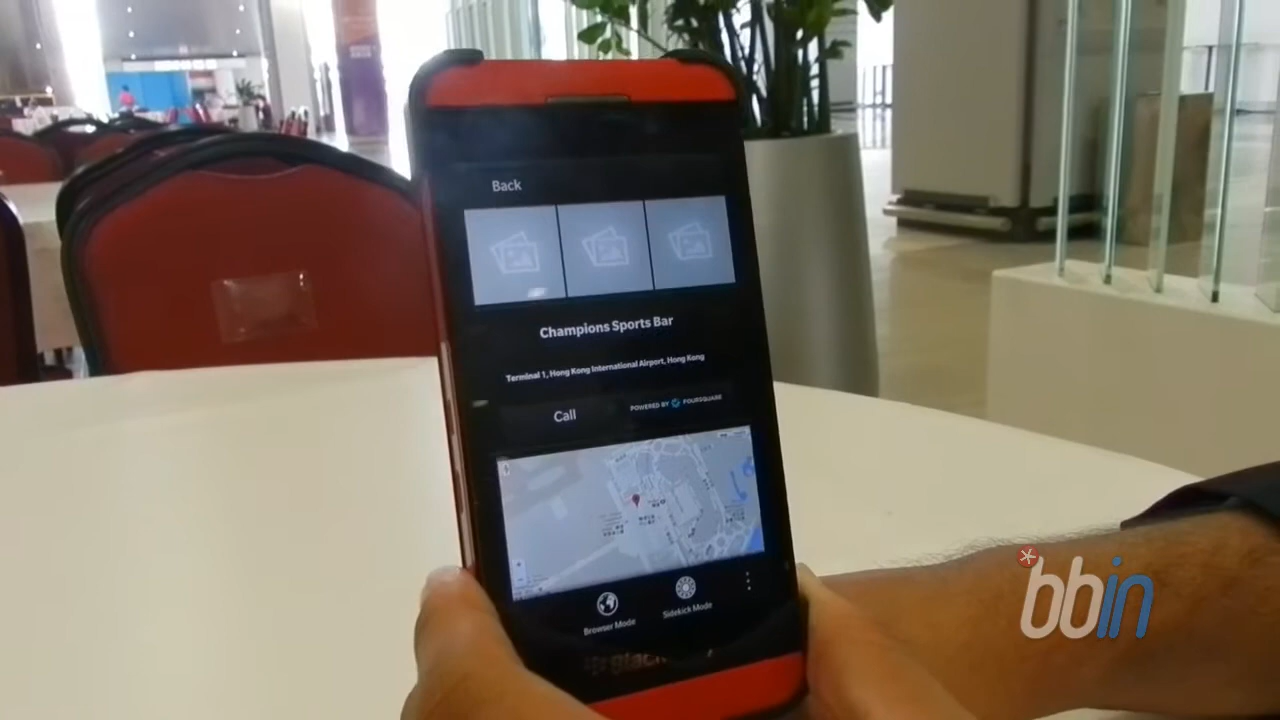 Back
Champions Sports Bar
Terminal 1, Hong Kong International Airport, Hong Kong
Call
POWERED BY FOURSQUARE
Browser Mode
Sidekick Mode
bbin